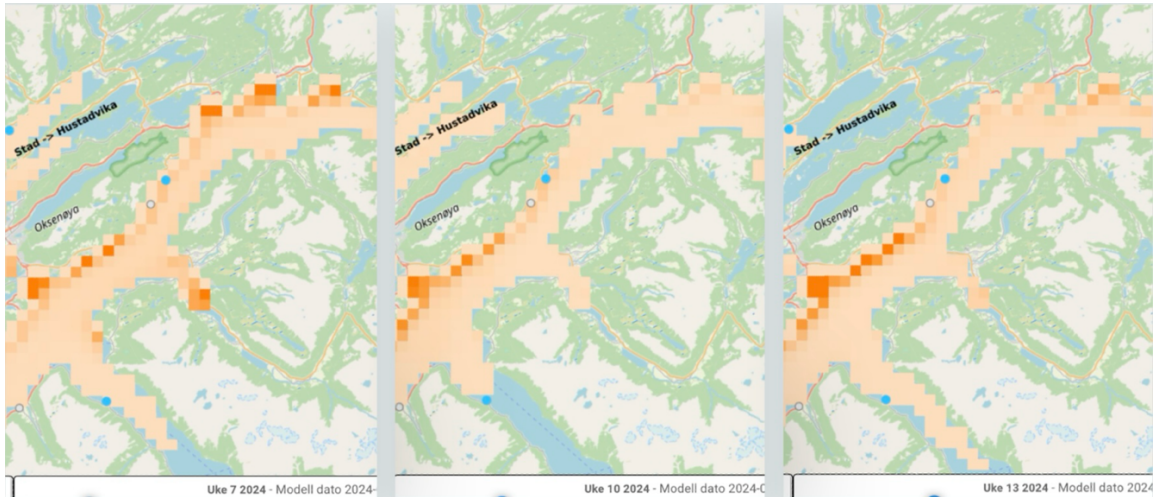 Stad -> Hustadvika
Oksenøya
Uke 7 2024 - Modell dato 2024-
Stad -> Hustadvika
Oksenøya
Uke 10 2024 - Modell dato 2024-0
Stad -> Hustadvika
Oksenøya
Uke 13 2024 - Modell dato 2024